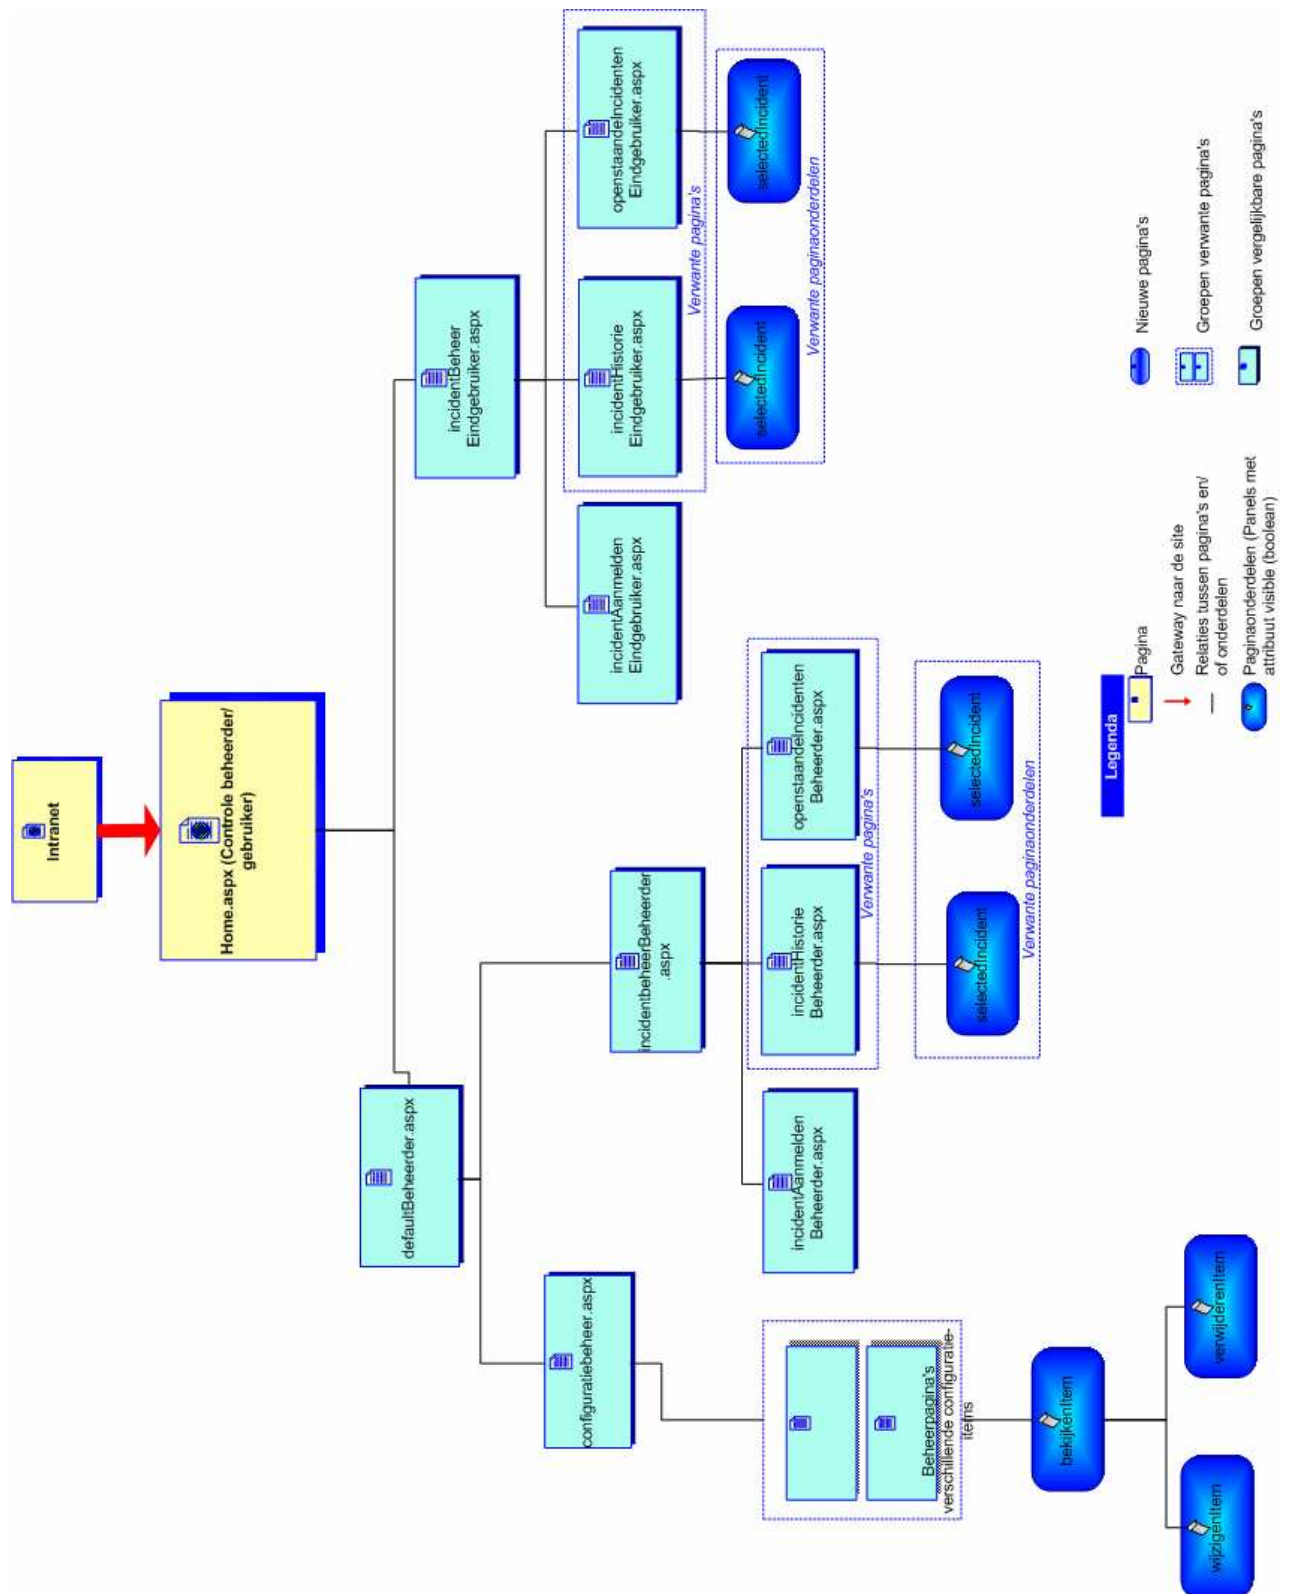 Intranet
Home.aspx (Controle beheerder/
gebruiker)
defaultBeheerder.aspx
incidentBeheer
Eindgebruiker.aspx
configuratiebeheer.aspx
incidentbeheerBeheerder
.aspx
incidentAanmelden
Eindgebruiker.aspx
incidentHistorie
Eindgebruiker.aspx
openstaandeIncidenten
Eindgebruiker.aspx
Verwante pagina's
selectedIncident
selectedIncident
Verwante paginaonderdelen
Beheerpagina's
verschillende configuratie-
items
incidentAanmelden
Beheerder.aspx
incidentHistorie
Beheerder.aspx
openstaandeIncidenten
Beheerder.aspx
Verwante pagina's
selectedIncident
selectedIncident
Verwante paginaonderdelen
bekijkenItem
wijzigenItem
verwijderenItem
Legenda
Pagina
Gateway naar de site
Relaties tussen pagina's en/
of onderdelen
Paginaonderdelen (Panels met
attribuut visible (boolean)
Nieuwe pagina's
Groepen verwante pagina's
Groepen vergelijkbare pagina's